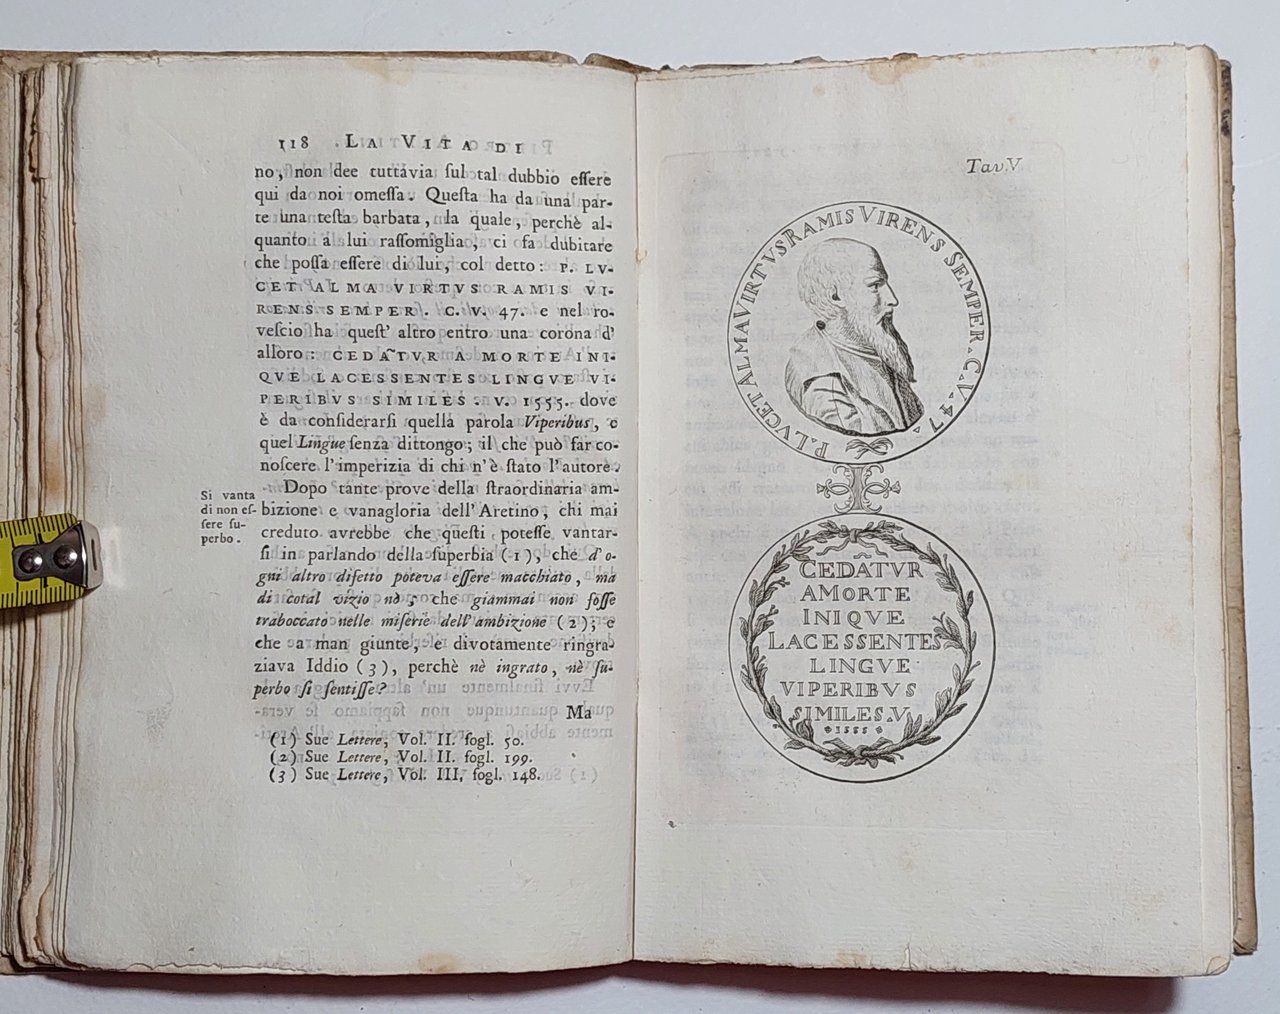 118 La Vita di
no, non dee tuttavia ſul tal dubbio eſſere
qui da noi omeſſa. Queſta ha da una par-
te una teſta barbata, la quale, perchè al-
quanto a lui raſſomiglia, ci fa dubitare
che poſſa eſſere di lui, col detto: P. LV-
CET ALMA VIRTVS RAMIS VI-
RENS SEMPER. C. V. 47. e nel ro-
veſcio ha queſt' altro entro una corona d'
alloro: CEDA~TVR A MORTE INI-
QVE LACESSENTES LINGVE VI-
PERIBVS SIMILES. V. 1555. dove
è da conſiderarſi quella parola Viperibus, e
quel Lingue ſenza dittongo; il che può far co-
noſcere l'imperizia di chi n'è ſtato l'autore.
Si vanta
di non eſ-
ſere ſu-
perbo.
Dopo tante prove della ſtraordinaria am-
bizione e vanagloria dell'Aretino, chi mai
creduto avrebbe che queſti, poteſſe vantar-
ſi in parlando della ſuperbia (1), che d'o-
gni altro difetto poteva eſſere macchiato, ma
di cotal vizio nò; che giammai non foſſe
traboccato nelle miſerie dell'ambizione (2); e
che a man giunte, e divotamente ringra-
ziava Iddio (3), perchè nè ingrato, nè ſu-
perbo ſi ſentiſſe?
Ma
(1) Sue Lettere, Vol. II. fogl. 50.
(2) Sue Lettere, Vol. II. fogl. 199.
(3) Sue Lettere, Vol. III, fogl. 148.
Tav. V.
P. LVCET ALMA VIRTVS RAMIS VIRENS SEMPER. C. V. 47.
CEDÃTVR
A MORTE
INIQVE
LACESSENTES
LINGVE
VIPERIBVS
SIMILES. V.
1555